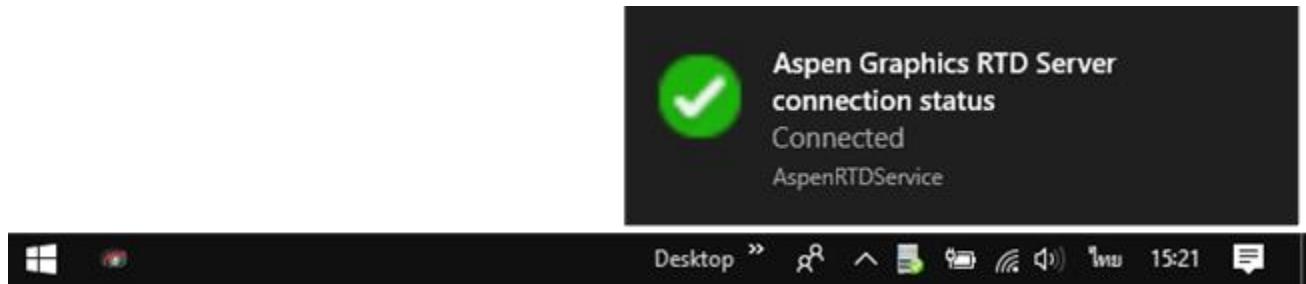 Aspen Graphics RTD Server
connection status
Connected
AspenRTDService
Desktop » ไทย 15:21